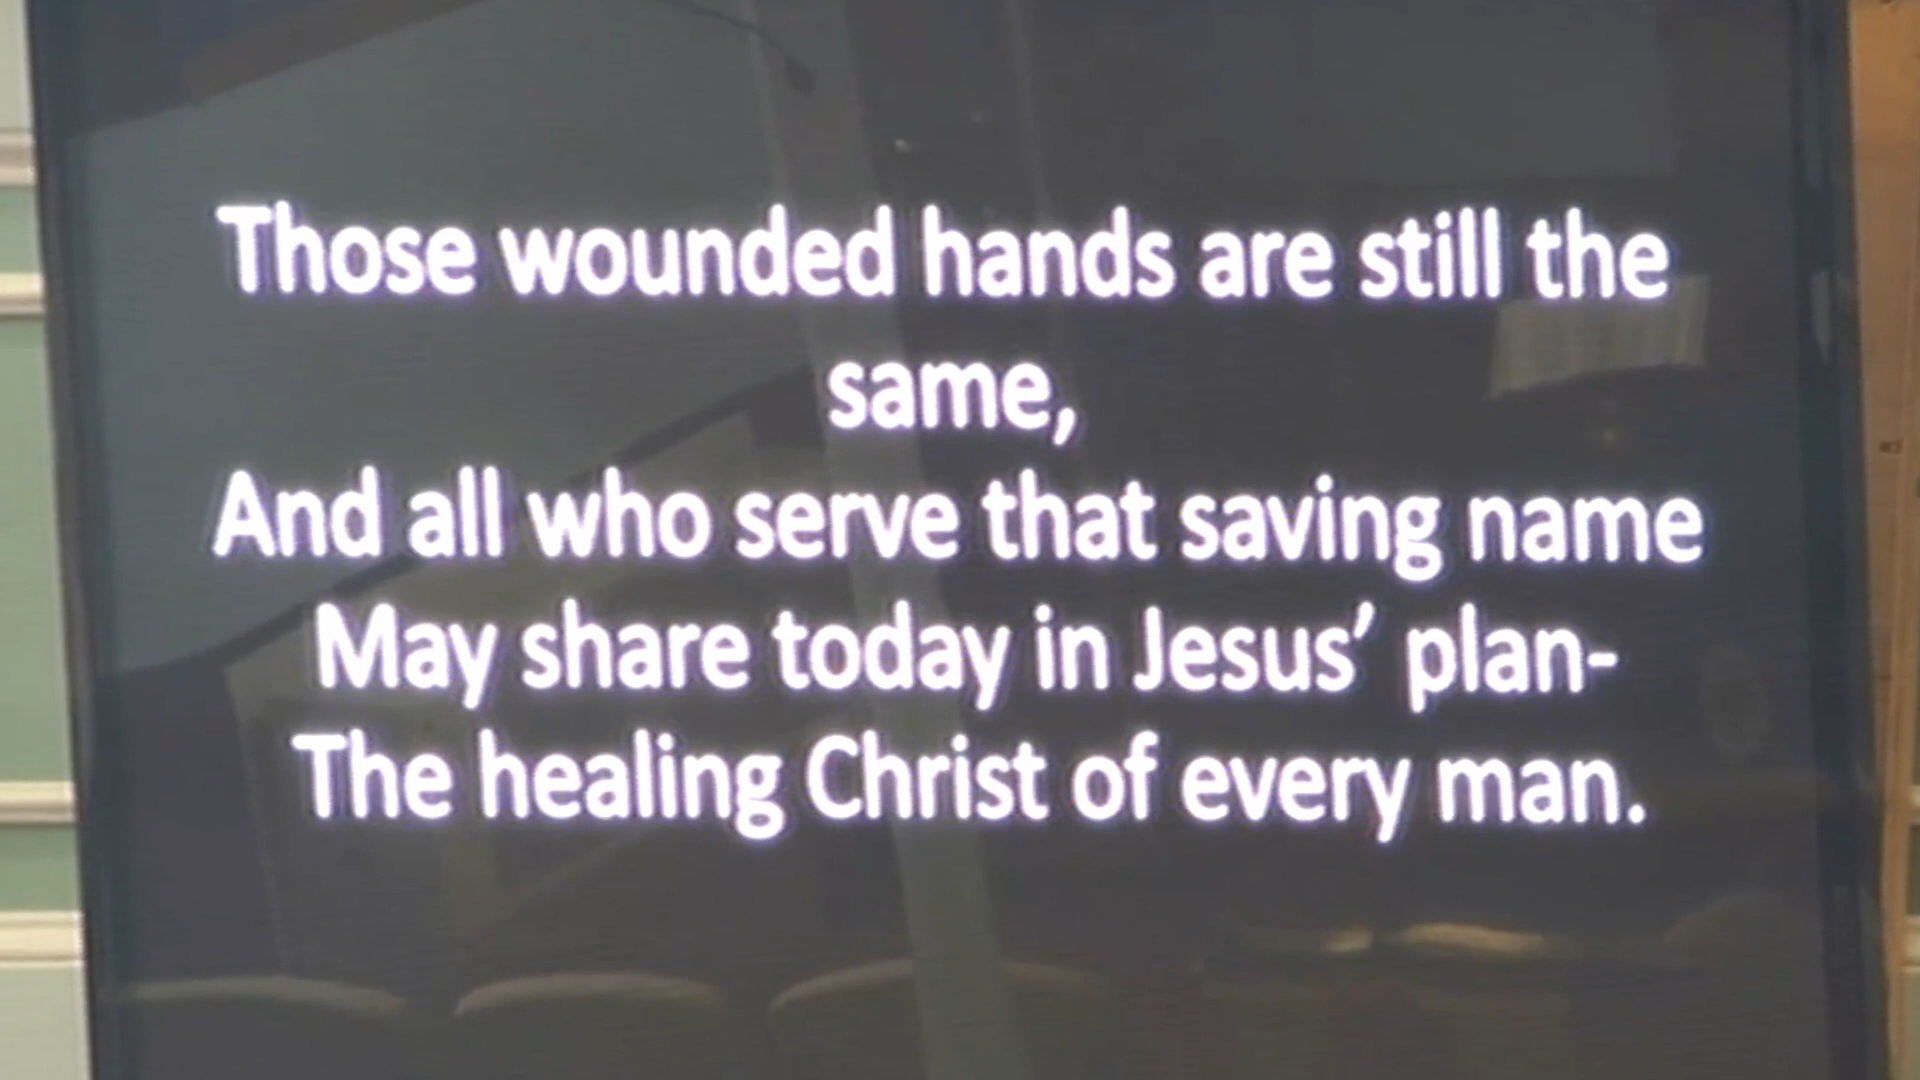 Those wounded hands are still the
same,
And all who serve that saving name
May share today in Jesus’ plan-
The healing Christ of every man.